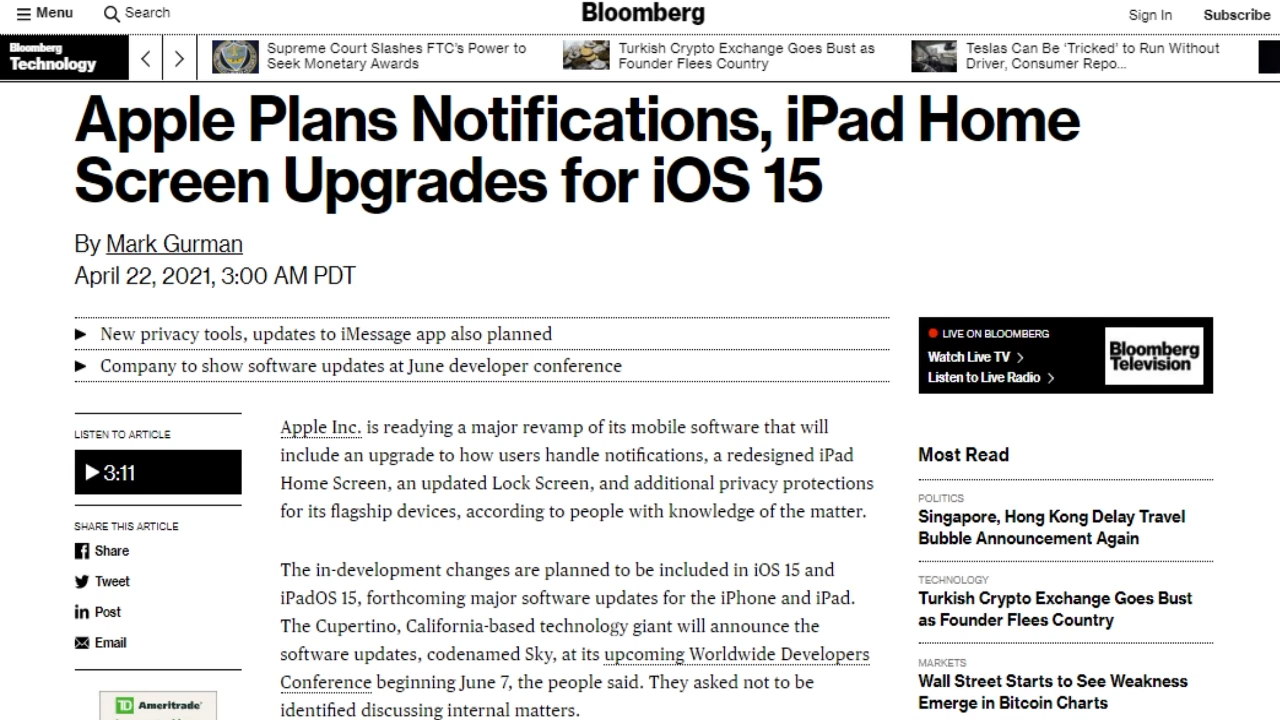 Menu
Search
Bloomberg
Sign In
Subscribe
Bloomberg
Technology
Supreme Court Slashes FTC's Power to
Seek Monetary Awards
Turkish Crypto Exchange Goes Bust as
Founder Flees Country
Teslas Can Be 'Tricked' to Run Without
Driver, Consumer Repo...
Apple Plans Notifications, iPad Home
Screen Upgrades for iOS 15
By Mark Gurman
April 22, 2021, 3:00 AM PDT
New privacy tools, updates to iMessage app also planned
Company to show software updates at June developer conference
LIVE ON BLOOMBERG
Watch Live TV
Listen to Live Radio
Bloomberg
Television
LISTEN TO ARTICLE
3:11
SHARE THIS ARTICLE
Share
Tweet
Post
Email
TD Ameritrade
Apple Inc. is readying a major revamp of its mobile software that will
include an upgrade to how users handle notifications, a redesigned iPad
Home Screen, an updated Lock Screen, and additional privacy protections
for its flagship devices, according to people with knowledge of the matter.
The in-development changes are planned to be included in iOS 15 and
iPadOS 15, forthcoming major software updates for the iPhone and iPad.
The Cupertino, California-based technology giant will announce the
software updates, codenamed Sky, at its upcoming Worldwide Developers
Conference beginning June 7, the people said. They asked not to be
identified discussing internal matters.
Most Read
POLITICS
Singapore, Hong Kong Delay Travel
Bubble Announcement Again
TECHNOLOGY
Turkish Crypto Exchange Goes Bust
as Founder Flees Country
MARKETS
Wall Street Starts to See Weakness
Emerge in Bitcoin Charts